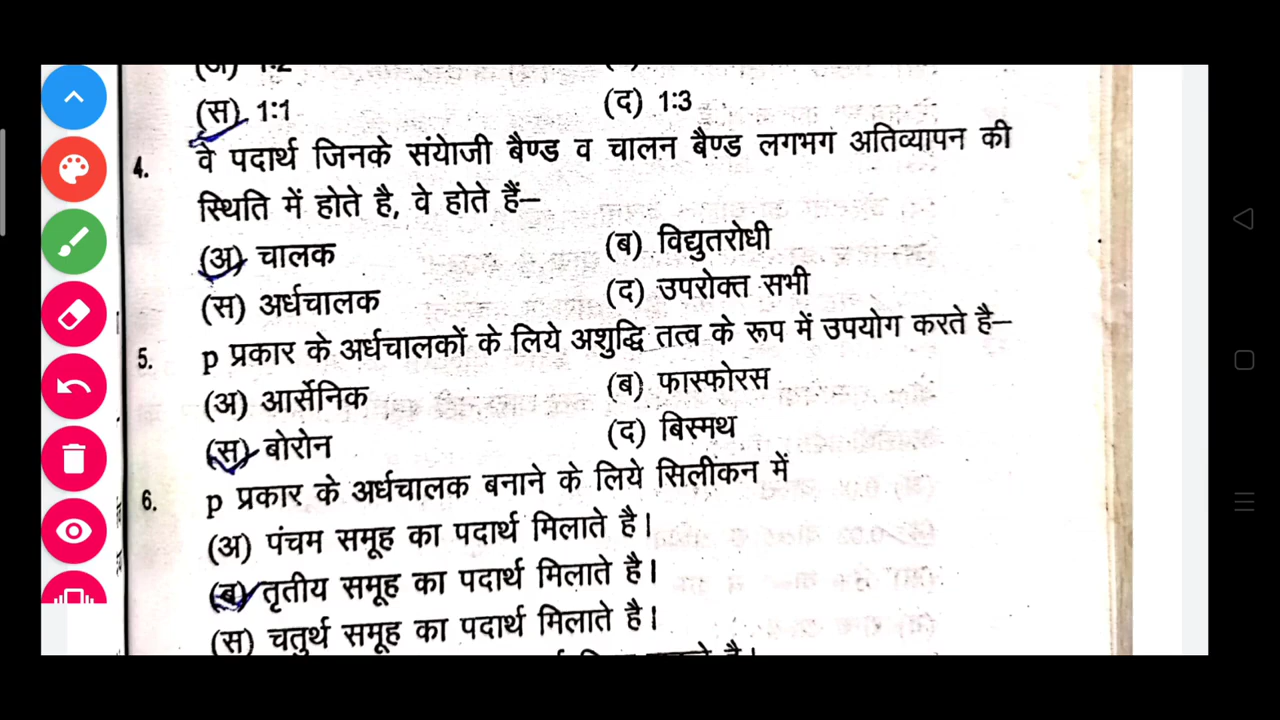 (अ) 1:2
(स) 1:1 (द) 1:3
4. वे पदार्थ जिनके संयेाजी बैण्ड व चालन बैण्ड लगभग अतिव्यापन की
स्थिति में होते है, वे होते हैं–
(अ) चालक (ब) विद्युतरोधी
(स) अर्धचालक (द) उपरोक्त सभी
5. p प्रकार के अर्धचालकों के लिये अशुद्धि तत्व के रूप में उपयोग करते है–
(अ) आर्सेनिक (ब) फास्फोरस
(स) बोरोन (द) बिस्मथ
6. p प्रकार के अर्धचालक बनाने के लिये सिलीकन में
(अ) पंचम समूह का पदार्थ मिलाते है।
(ब) तृतीय समूह का पदार्थ मिलाते है।
(स) चतुर्थ समूह का पदार्थ मिलाते है।